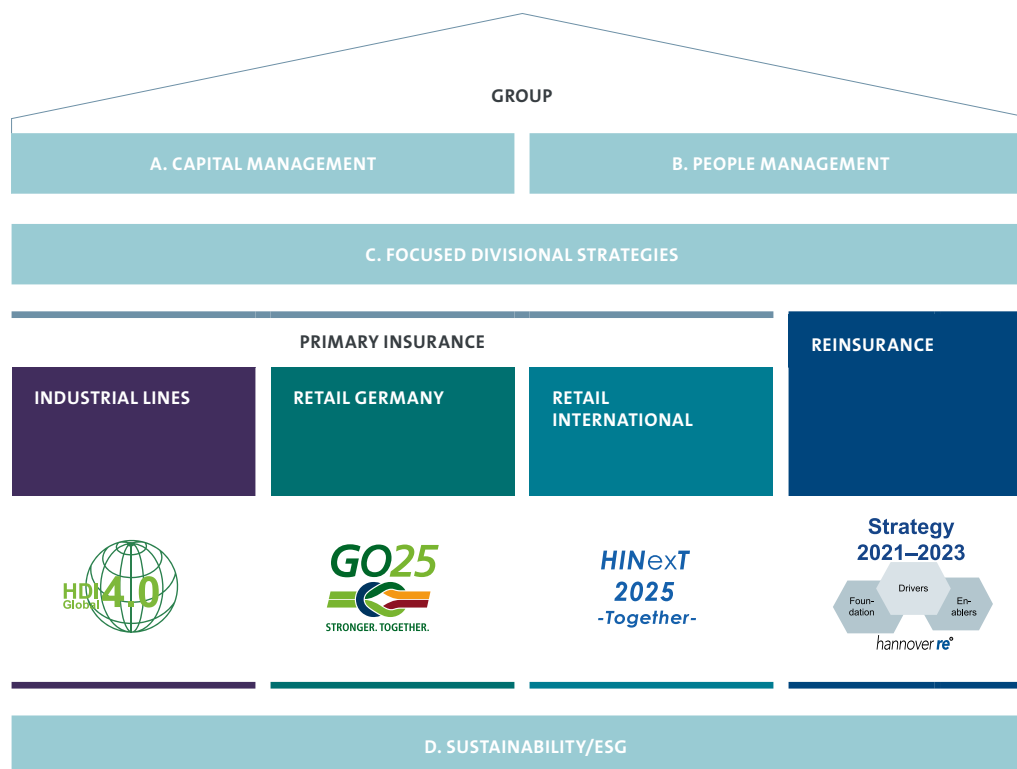 GROUP
A. CAPITAL MANAGEMENT
B. PEOPLE MANAGEMENT
C. FOCUSED DIVISIONAL STRATEGIES
PRIMARY INSURANCE
REINSURANCE
INDUSTRIAL LINES
RETAIL GERMANY
RETAIL
INTERNATIONAL
HDI
Global
4.0
GO25
STRONGER. TOGETHER.
HINexT
2025
-Together-
Strategy
2021–2023
Foun-
dation
Drivers
En-
ablers
hannover re
D. SUSTAINABILITY/ESG